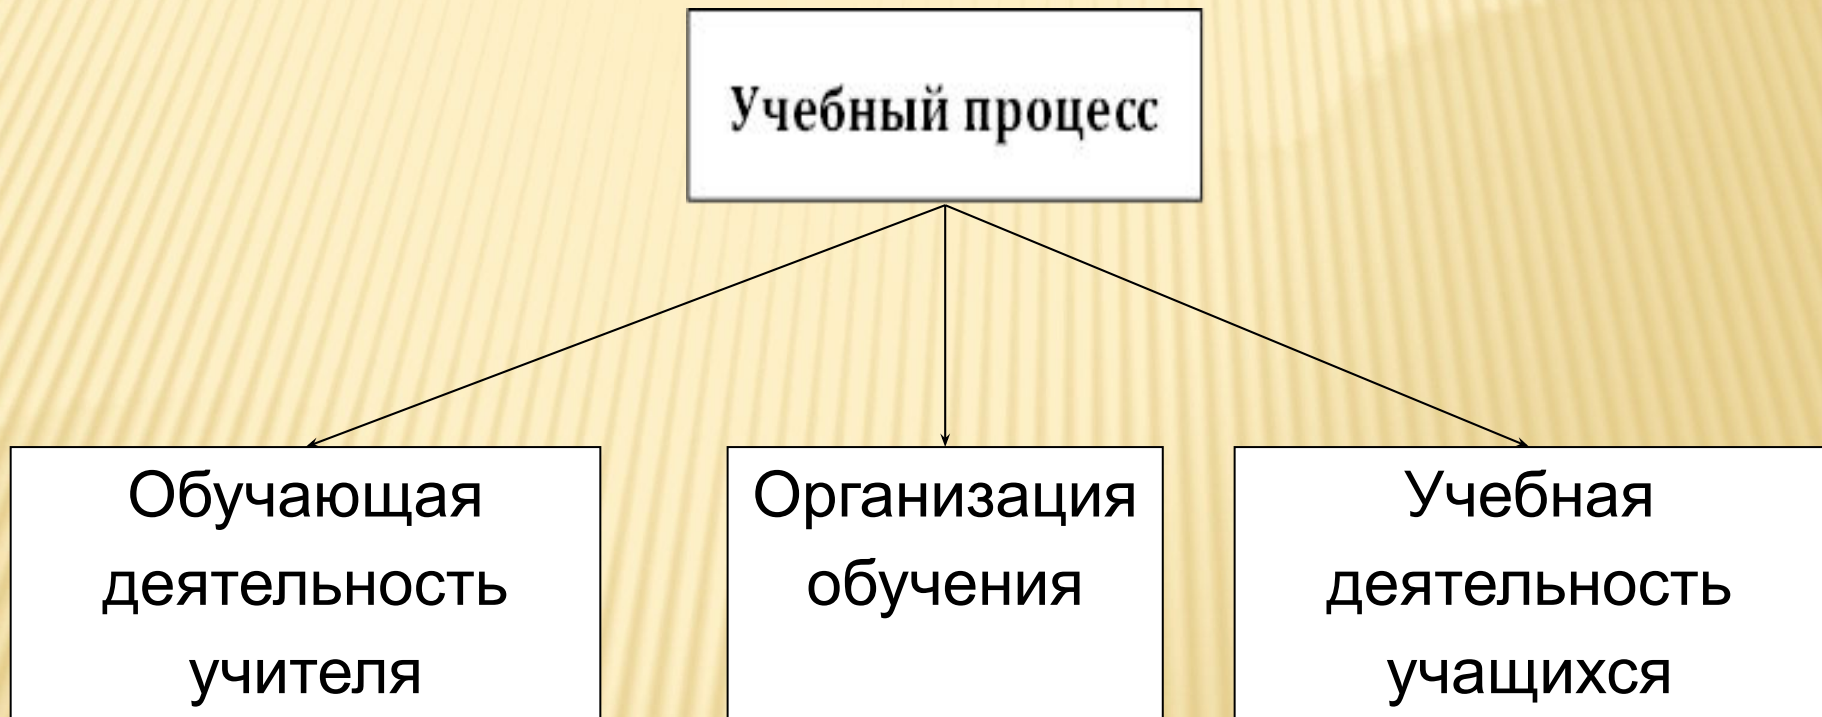 Учебный процесс
Обучающая
деятельность
учителя
Организация
обучения
Учебная
деятельность
учащихся